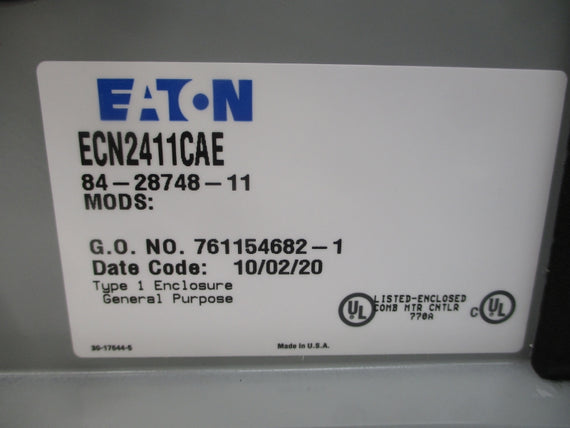 EATON
ECN2411CAE
84-28748-11
MODS:
G.O. NO. 761154682-1
Date Code: 10/02/20
Type 1 Enclosure
General Purpose
UL LISTED-ENCLOSED
COMB MTR CNTLR
770A
C UL
30-17544-5
Made in U.S.A.